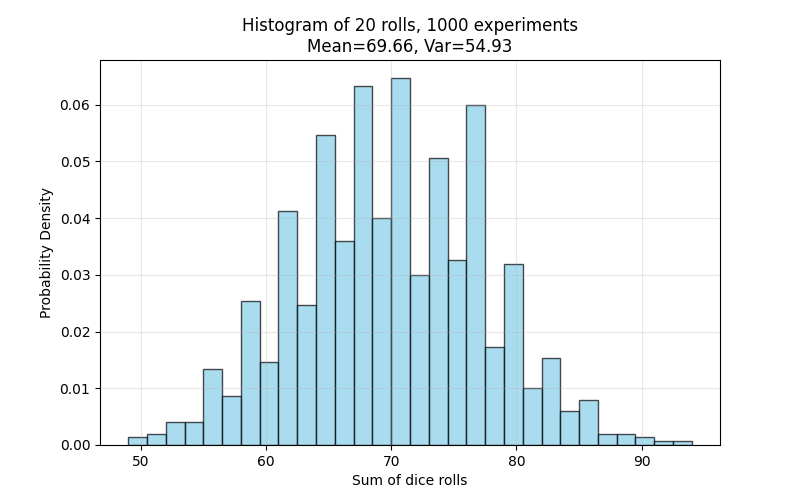 Histogram of 20 rolls, 1000 experiments
Mean=69.66, Var=54.93
0.06
0.05
0.04
0.03
0.02
0.01
0.00
Probability Density
50 60 70 80 90
Sum of dice rolls